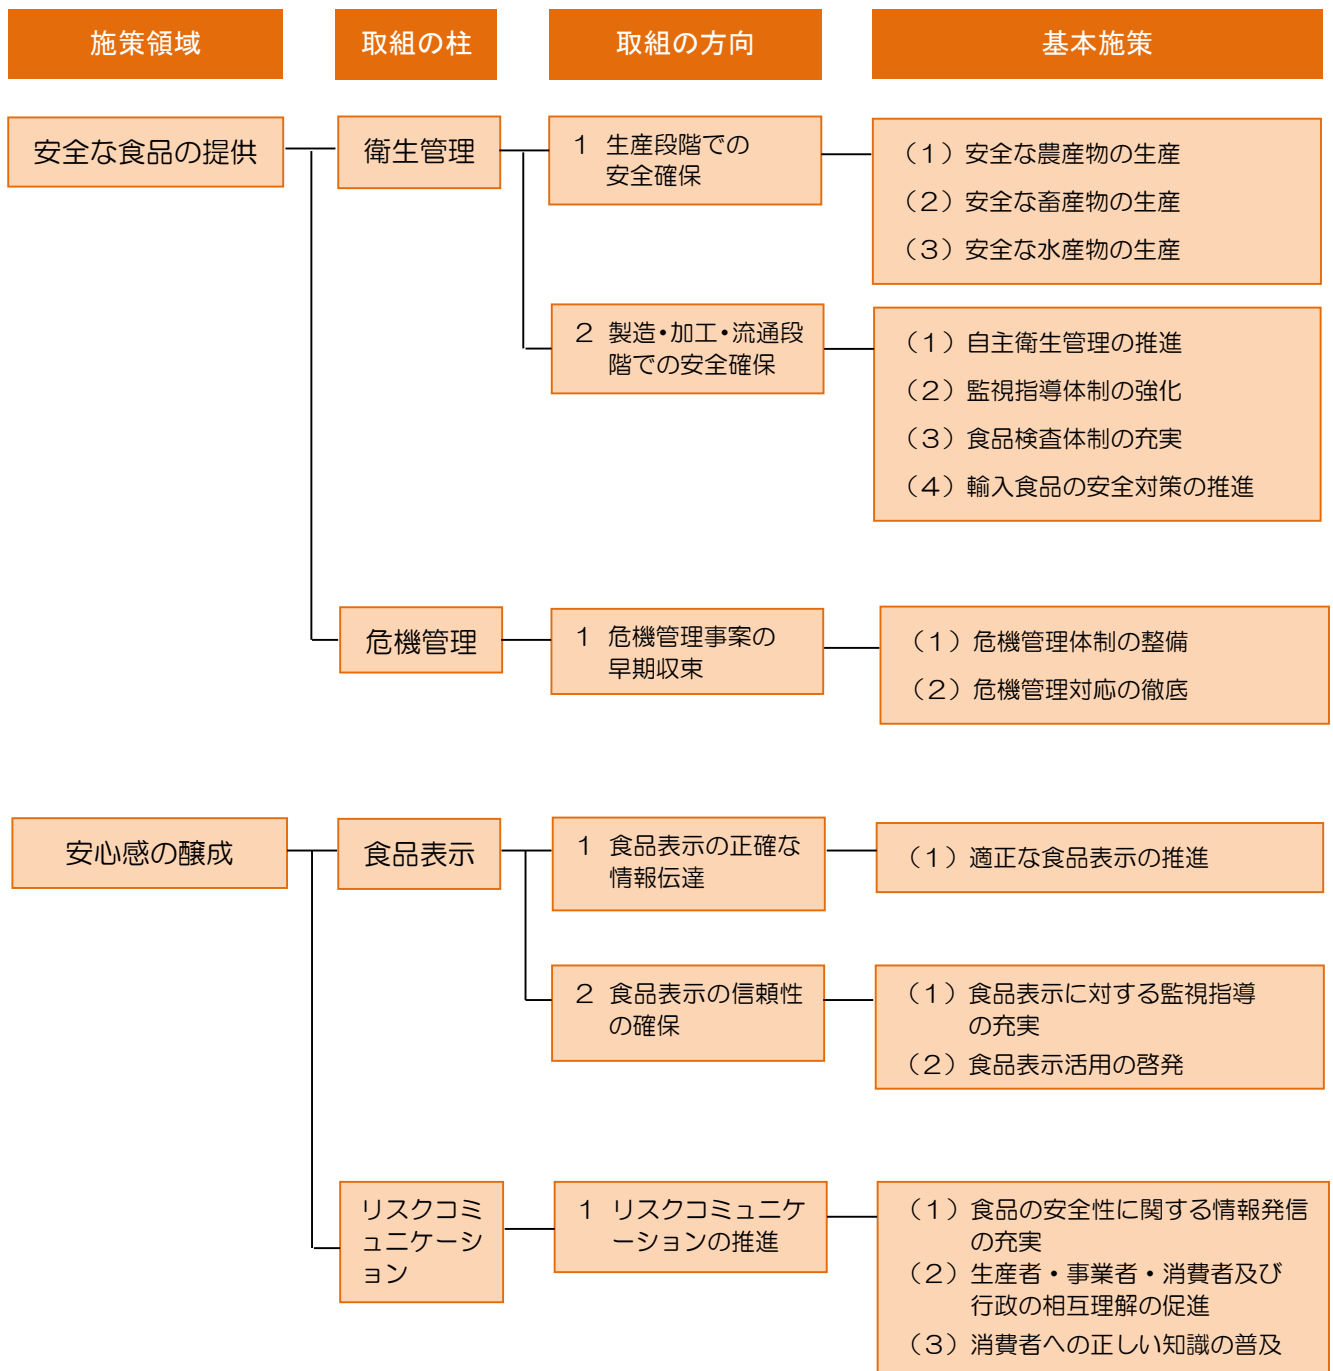 施策領域 取組の柱 取組の方向 基本施策
安全な食品の提供
衛生管理
1 生産段階での
安全確保
（1）安全な農産物の生産
（2）安全な畜産物の生産
（3）安全な水産物の生産
2 製造・加工・流通段
階での安全確保
（1）自主衛生管理の推進
（2）監視指導体制の強化
（3）食品検査体制の充実
（4）輸入食品の安全対策の推進
危機管理
1 危機管理事案の
早期収束
（1）危機管理体制の整備
（2）危機管理対応の徹底
安心感の醸成
食品表示
1 食品表示の正確な
情報伝達
（1）適正な食品表示の推進
2 食品表示の信頼性
の確保
（1）食品表示に対する監視指導
の充実
（2）食品表示活用の啓発
リスクコミ
ュニケーシ
ョン
1 リスクコミュニケ
ーションの推進
（1）食品の安全性に関する情報発信
の充実
（2）生産者・事業者・消費者及び
行政の相互理解の促進
（3）消費者への正しい知識の普及